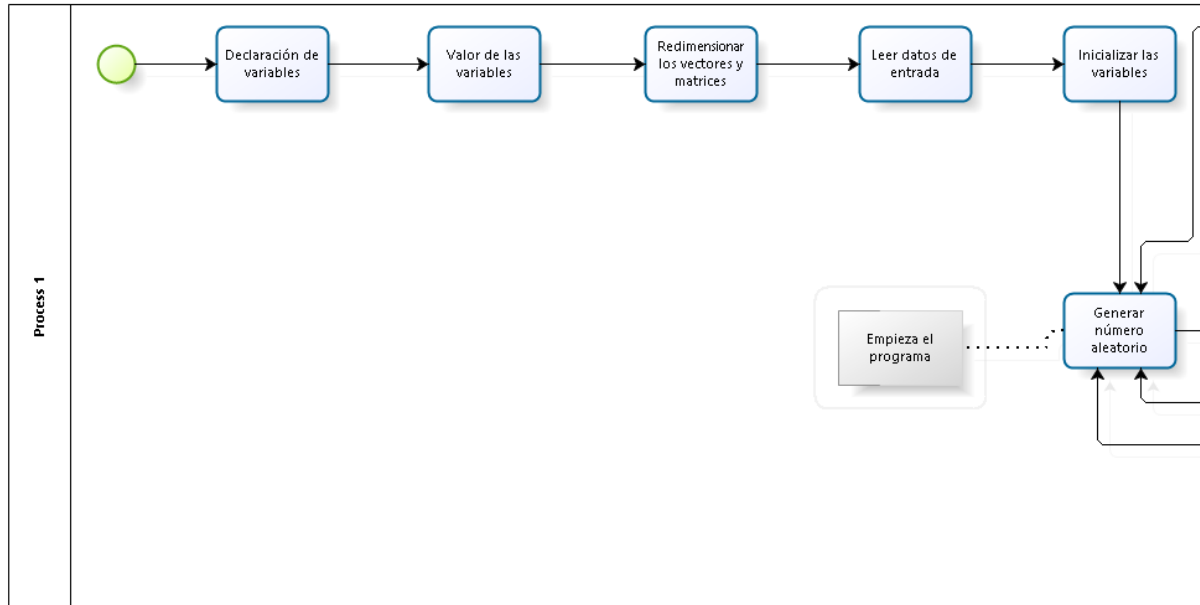 Process 1
Declaración de
variables
Valor de las
variables
Redimensionar
los vectores y
matrices
Leer datos de
entrada
Inicializar las
variables
Empieza el
programa
Generar
número
aleatorio